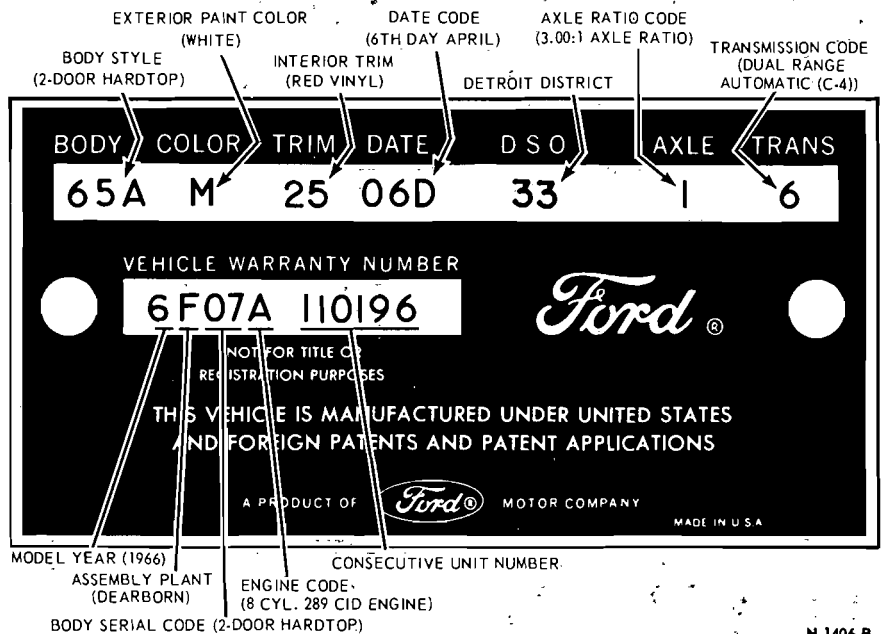 EXTERIOR PAINT COLOR
(WHITE)
DATE CODE
(6TH DAY APRIL)
AXLE RATIO CODE
(3.00:1 AXLE RATIO)
BODY STYLE
(2-DOOR HARDTOP)
INTERIOR TRIM
(RED VINYL)
DETROIT DISTRICT
TRANSMISSION CODE
(DUAL RANGE
AUTOMATIC (C-4))
BODY COLOR TRIM DATE DSO AXLE TRANS
65A M 25 06D 33 1 6
VEHICLE WARRANTY NUMBER
6F07A 110196
Ford ®
NOT FOR TITLE OR
REGISTRATION PURPOSES
THIS VEHICLE IS MANUFACTURED UNDER UNITED STATES
AND FOREIGN PATENTS AND PATENT APPLICATIONS
A PRODUCT OF Ford ® MOTOR COMPANY
MADE IN U.S.A
MODEL YEAR (1966)
ASSEMBLY PLANT
(DEARBORN)
CONSECUTIVE UNIT NUMBER
ENGINE CODE
(8 CYL. 289 CID ENGINE)
BODY SERIAL CODE (2-DOOR HARDTOP)
N 1406-B